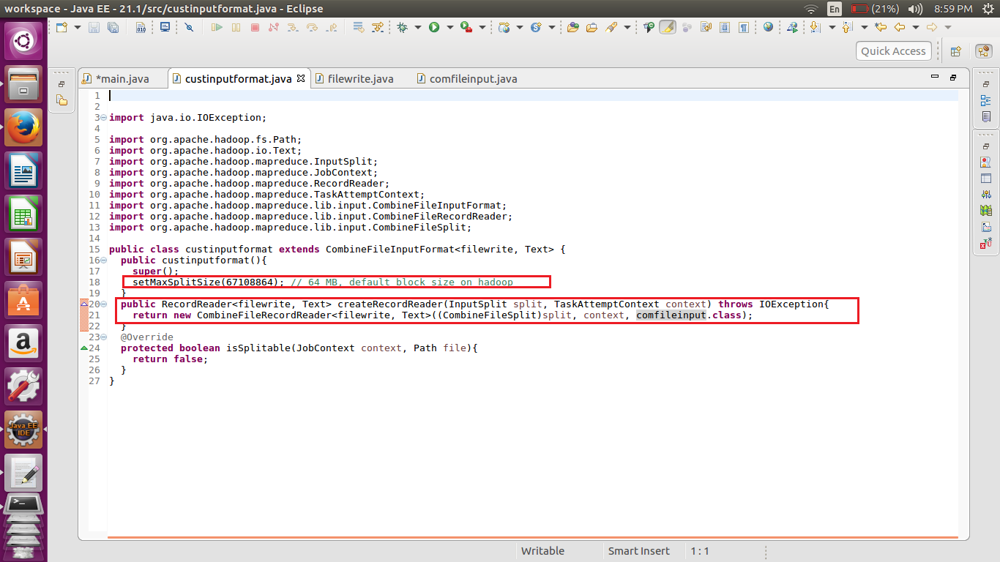 workspace - Java EE - 21.1/src/custinputformat.java - Eclipse
En (21%) 8:59 PM
Quick Access
*main.java custinputformat.java filewrite.java comfileinput.java
1
2
3 import java.io.IOException;
4
5 import org.apache.hadoop.fs.Path;
6 import org.apache.hadoop.io.Text;
7 import org.apache.hadoop.mapreduce.InputSplit;
8 import org.apache.hadoop.mapreduce.JobContext;
9 import org.apache.hadoop.mapreduce.RecordReader;
10 import org.apache.hadoop.mapreduce.TaskAttemptContext;
11 import org.apache.hadoop.mapreduce.lib.input.CombineFileInputFormat;
12 import org.apache.hadoop.mapreduce.lib.input.CombineFileRecordReader;
13 import org.apache.hadoop.mapreduce.lib.input.CombineFileSplit;
14
15 public class custinputformat extends CombineFileInputFormat<filewrite, Text> {
16 public custinputformat(){
17 super();
18 setMaxSplitSize(67108864); // 64 MB, default block size on hadoop
19 }
20 public RecordReader<filewrite, Text> createRecordReader(InputSplit split, TaskAttemptContext context) throws IOException{
21 return new CombineFileRecordReader<filewrite, Text>((CombineFileSplit)split, context, comfileinput.class);
22 }
23 @Override
24 protected boolean isSplitable(JobContext context, Path file){
25 return false;
26 }
27 }
Java EE
IDE
Writable Smart Insert 1 : 1